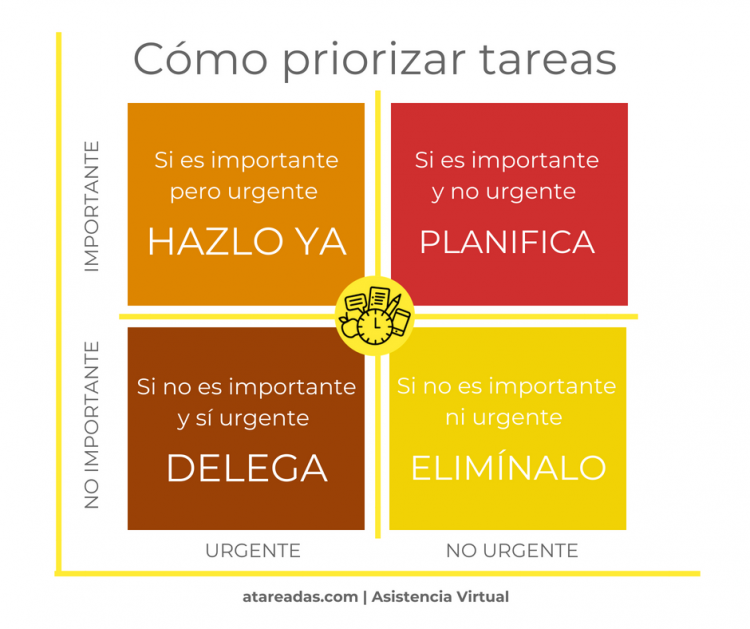 Cómo priorizar tareas
IMPORTANTE
Si es importante
pero urgente
HAZLO YA
Si es importante
y no urgente
PLANIFICA
NO IMPORTANTE
Si no es importante
y sí urgente
DELEGA
Si no es importante
ni urgente
ELIMÍNALO
URGENTE
NO URGENTE
atareadas.com | Asistencia Virtual